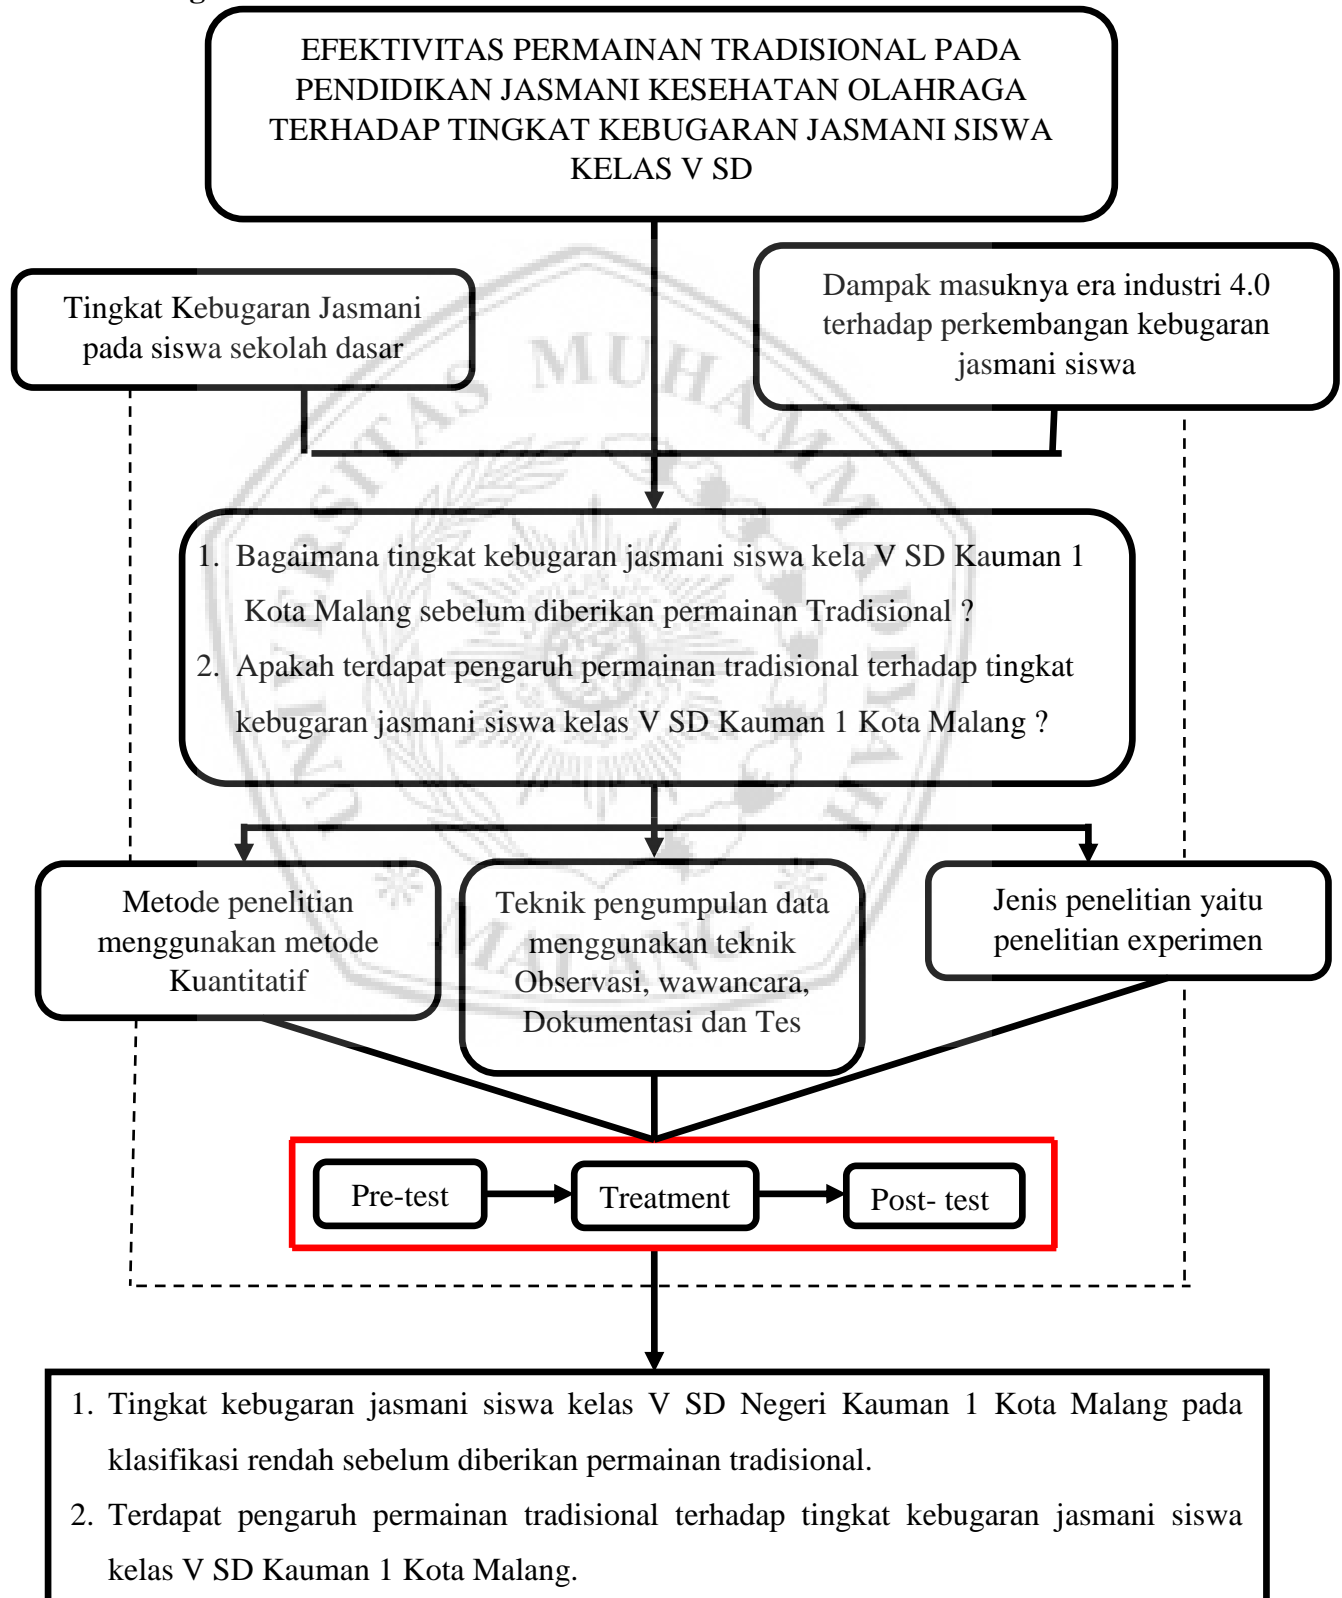 EFEKTIVITAS PERMAINAN TRADISIONAL PADA
PENDIDIKAN JASMANI KESEHATAN OLAHRAGA
TERHADAP TINGKAT KEBUGARAN JASMANI SISWA
KELAS V SD
Tingkat Kebugaran Jasmani
pada siswa sekolah dasar
Dampak masuknya era industri 4.0
terhadap perkembangan kebugaran
jasmani siswa
1. Bagaimana tingkat kebugaran jasmani siswa kela V SD Kauman 1
Kota Malang sebelum diberikan permainan Tradisional ?
2. Apakah terdapat pengaruh permainan tradisional terhadap tingkat
kebugaran jasmani siswa kelas V SD Kauman 1 Kota Malang ?
Metode penelitian
menggunakan metode
Kuantitatif
Teknik pengumpulan data
menggunakan teknik
Observasi, wawancara,
Dokumentasi dan Tes
Jenis penelitian yaitu
penelitian experimen
Pre-test
Treatment
Post- test
1. Tingkat kebugaran jasmani siswa kelas V SD Negeri Kauman 1 Kota Malang pada
klasifikasi rendah sebelum diberikan permainan tradisional.
2. Terdapat pengaruh permainan tradisional terhadap tingkat kebugaran jasmani siswa
kelas V SD Kauman 1 Kota Malang.
UNIVERSITAS MUHAMMADIYAH
MALANG